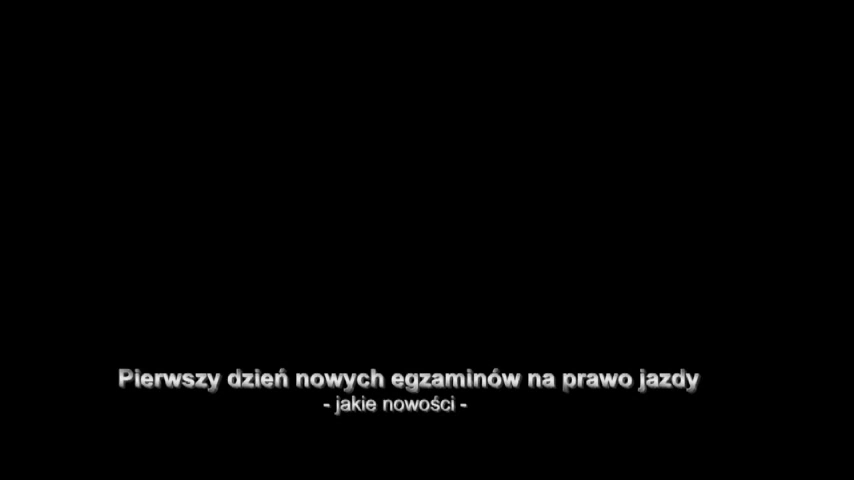 Pierwszy dzień nowych egzaminów na prawo jazdy
- jakie nowości -